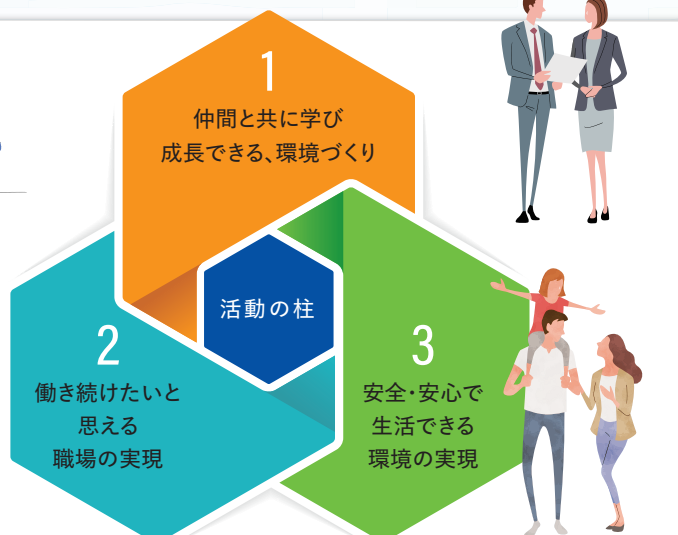 1
仲間と共に学び
成長できる、環境づくり
活動の柱
2
働き続けたいと
思える
職場の実現
3
安全・安心で
生活できる
環境の実現